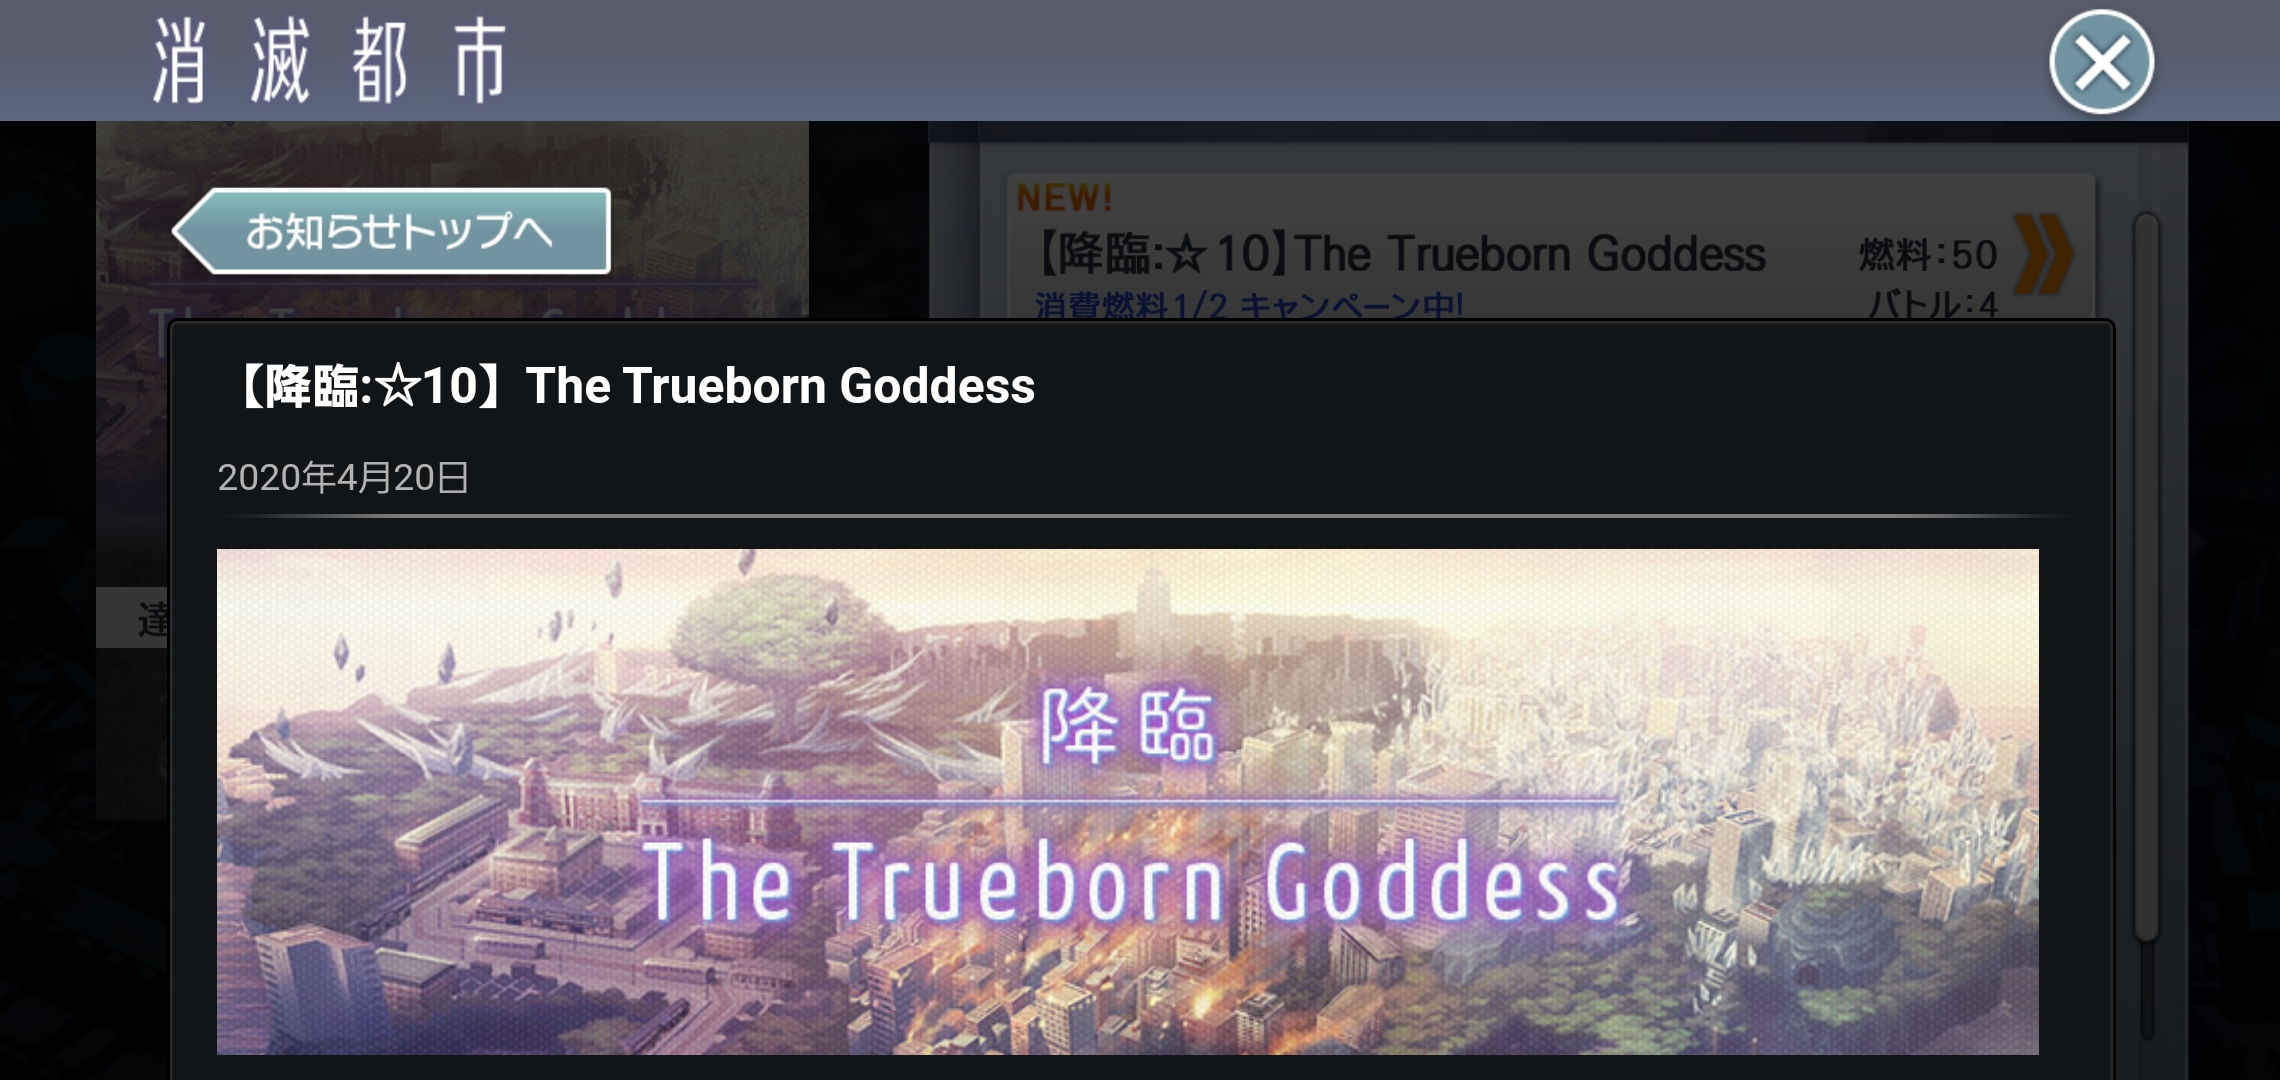 消滅都市
お知らせトップへ
NEW!
【降臨:☆10】The Trueborn Goddess
燃料:50
消費燃料1/2 キャンペーン中!
バトル:4
【降臨:☆10】The Trueborn Goddess
2020年4月20日
達
降臨
The Trueborn Goddess